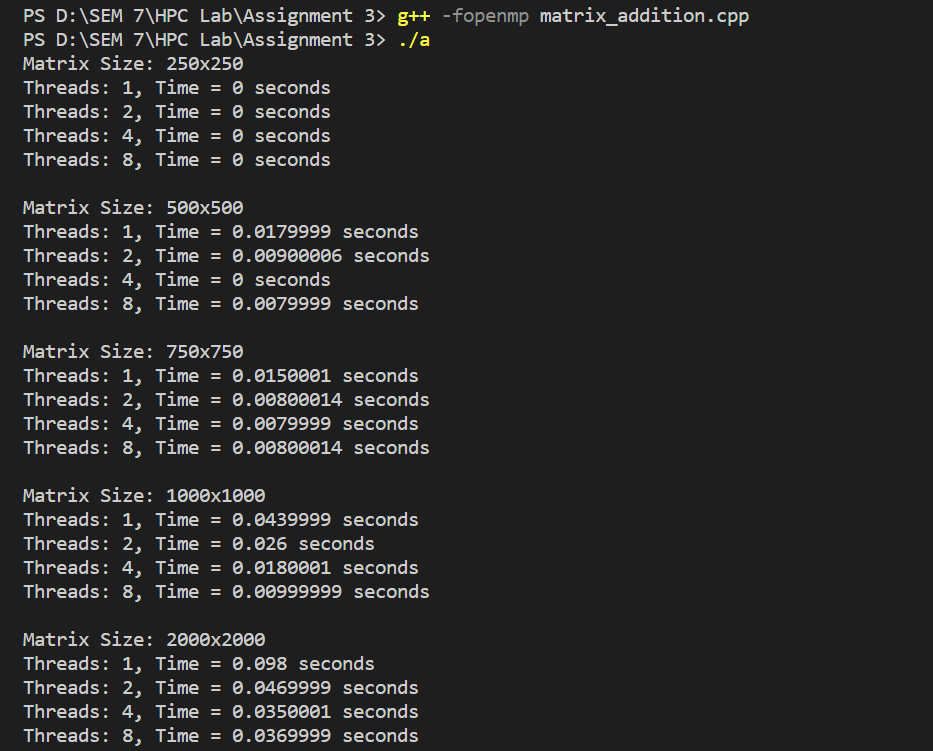 PS D:\SEM 7\HPC Lab\Assignment 3> g++ -fopenmp matrix_addition.cpp
PS D:\SEM 7\HPC Lab\Assignment 3> ./a
Matrix Size: 250x250
Threads: 1, Time = 0 seconds
Threads: 2, Time = 0 seconds
Threads: 4, Time = 0 seconds
Threads: 8, Time = 0 seconds

Matrix Size: 500x500
Threads: 1, Time = 0.0179999 seconds
Threads: 2, Time = 0.00900006 seconds
Threads: 4, Time = 0 seconds
Threads: 8, Time = 0.0079999 seconds

Matrix Size: 750x750
Threads: 1, Time = 0.0150001 seconds
Threads: 2, Time = 0.00800014 seconds
Threads: 4, Time = 0.0079999 seconds
Threads: 8, Time = 0.00800014 seconds

Matrix Size: 1000x1000
Threads: 1, Time = 0.0439999 seconds
Threads: 2, Time = 0.026 seconds
Threads: 4, Time = 0.0180001 seconds
Threads: 8, Time = 0.00999999 seconds

Matrix Size: 2000x2000
Threads: 1, Time = 0.098 seconds
Threads: 2, Time = 0.0469999 seconds
Threads: 4, Time = 0.0350001 seconds
Threads: 8, Time = 0.0369999 seconds